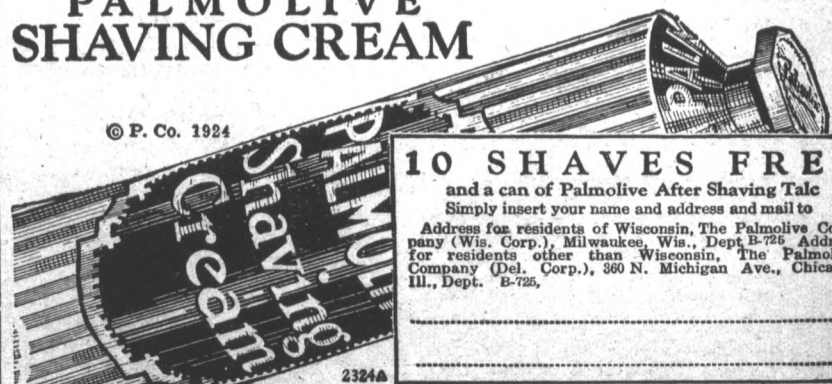 PALMOLIVE
SHAVING CREAM
© P. Co. 1924
PALMOL
Shaving
Cream
Palmolive
10 SHAVES FRE
and a can of Palmolive After Shaving Talc
Simply insert your name and address and mail to
Address for residents of Wisconsin, The Palmolive Co
pany (Wis. Corp.), Milwaukee, Wis., Dept B-725 Add
for residents other than Wisconsin, The Palmol
Company (Del. Corp.), 360 N. Michigan Ave., Chica
Ill., Dept. B-725,
2324A